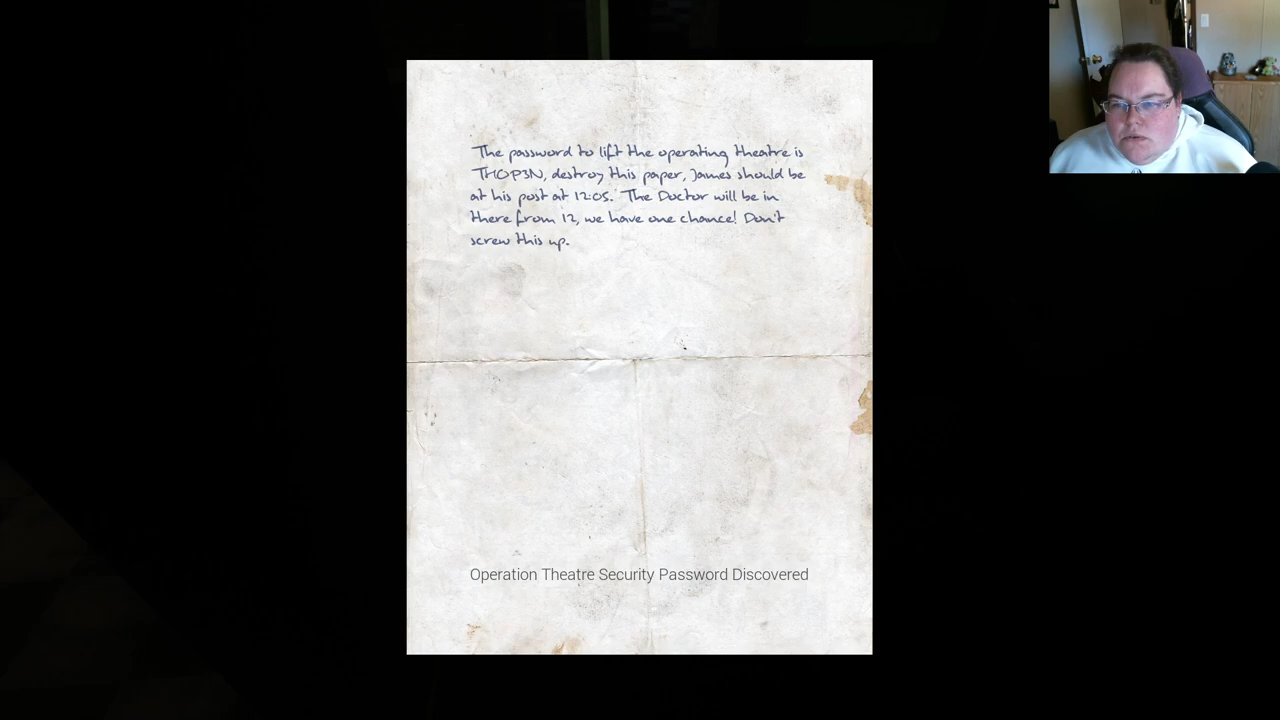 The password to lift the operating theatre is
THOP3N, destroy this paper, James should be
at his post at 12:05. The Doctor will be in
there from 12, we have one chance! Don't
screw this up.
Operation Theatre Security Password Discovered